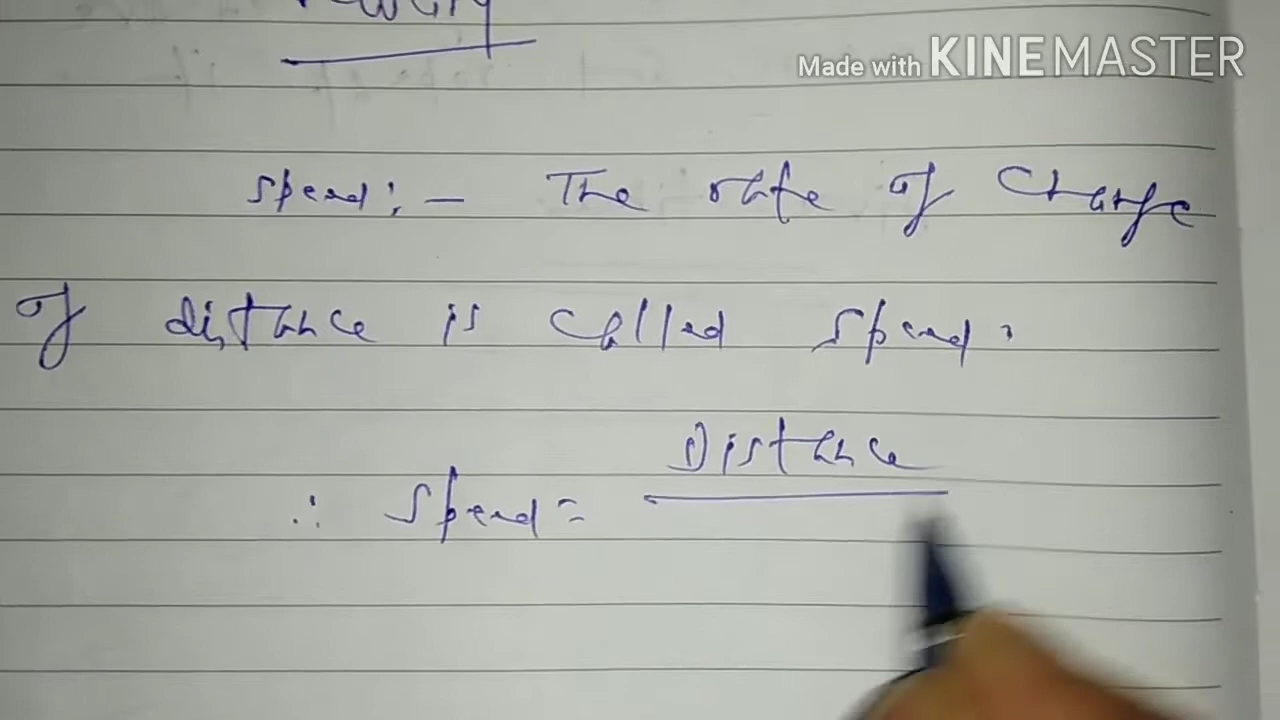 Made with KINEMASTER
Speed:- The rate of Change
of distance is called speed.
Distance
∴ Speed=